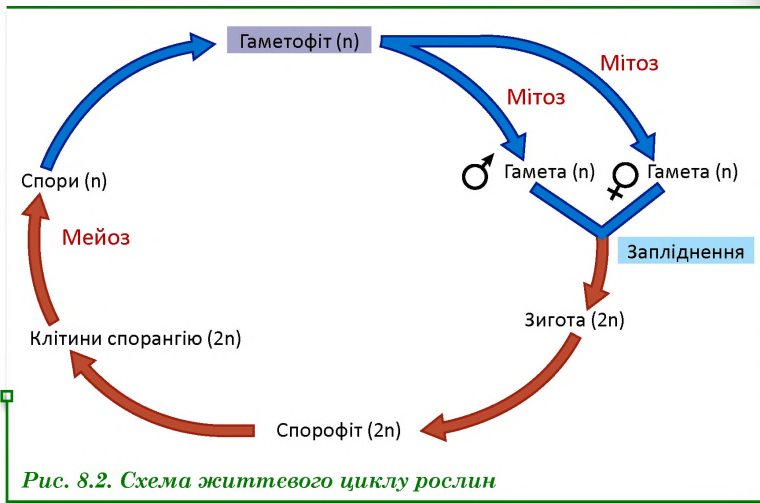 Гаметофіт (n)
Мітоз
Мітоз
Спори (n)
Гамета (n)
Гамета (n)
Мейоз
Запліднення
Зигота (2n)
Клітини спорангію (2n)
Спорофіт (2n)
Рис. 8.2. Схема життєвого циклу рослин